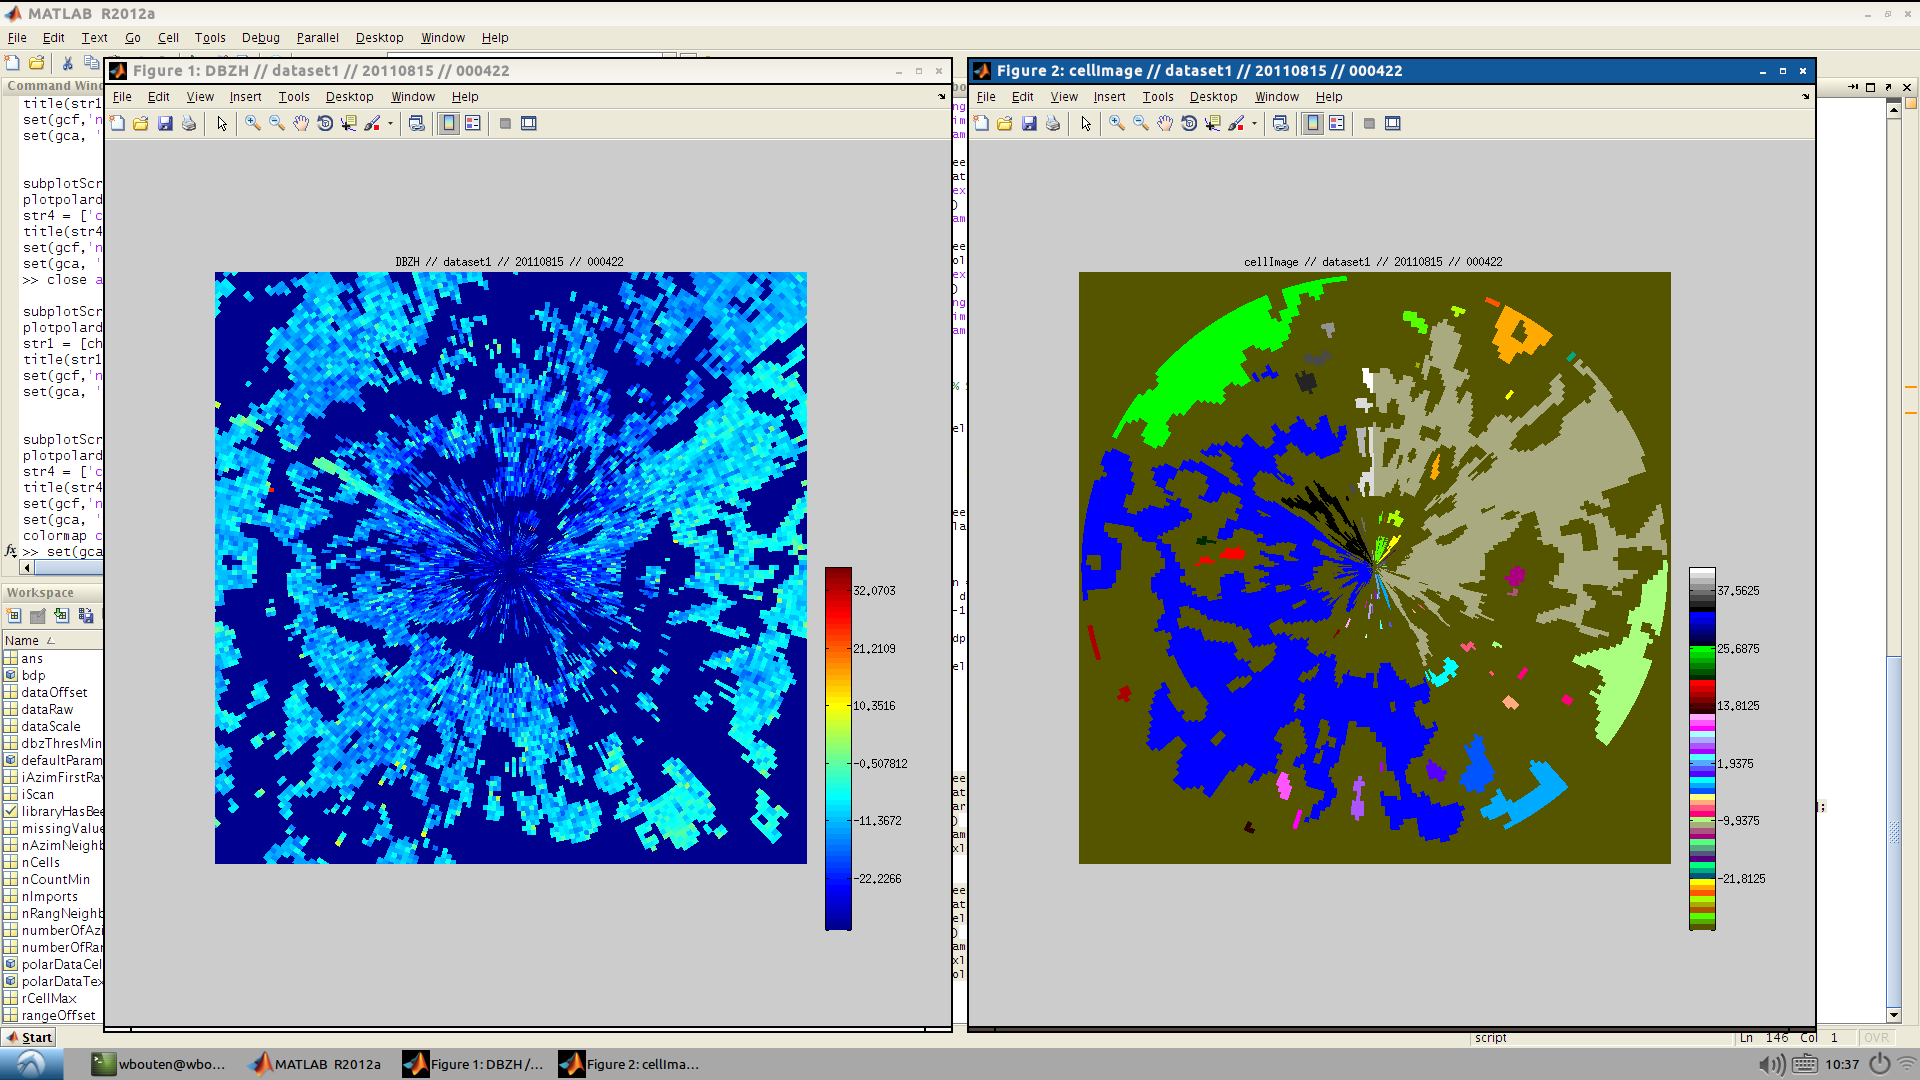 MATLAB R2012a
File Edit Text Go Cell Tools Debug Parallel Desktop Window Help
Command Wind
title(str1
set(gcf,'n
set(gca, '
subplotScr
plotpolard
str4 = ['c
title(str4
set(gcf,'n
set(gca, '
>> close a
subplotScr
plotpolard
str1 = [ch
title(str1
set(gcf,'n
set(gca, '
subplotScr
plotpolard
str4 = ['c
title(str4
set(gcf,'n
set(gca, '
colormap c
fx >> set(gca
Workspace
Name
ans
bdp
dataOffset
dataRaw
dataScale
dbzThresMin
defaultParam
iAzimFirstRay
iScan
libraryHasBee
missingValue
nAzimNeighb
nCells
nCountMin
nImports
nRangNeighb
numberOfAzi
numberOfRan
polarDataCel
polarDataTex
rCellMax
rangeOffset
Figure 1: DBZH // dataset1 // 20110815 // 000422
File Edit View Insert Tools Desktop Window Help
DBZH // dataset1 // 20110815 // 000422
32.0703
21.2109
10.3516
-0.507812
-11.3672
-22.2266
Figure 2: cellImage // dataset1 // 20110815 // 000422
File Edit View Insert Tools Desktop Window Help
cellImage // dataset1 // 20110815 // 000422
37.5625
25.6875
13.8125
1.9375
-9.9375
-21.8125
Start
script
Ln 146 Col 1 OVR
wbouten@wbo...
MATLAB R2012a
Figure 1: DBZH /...
Figure 2: cellIma...
10:37